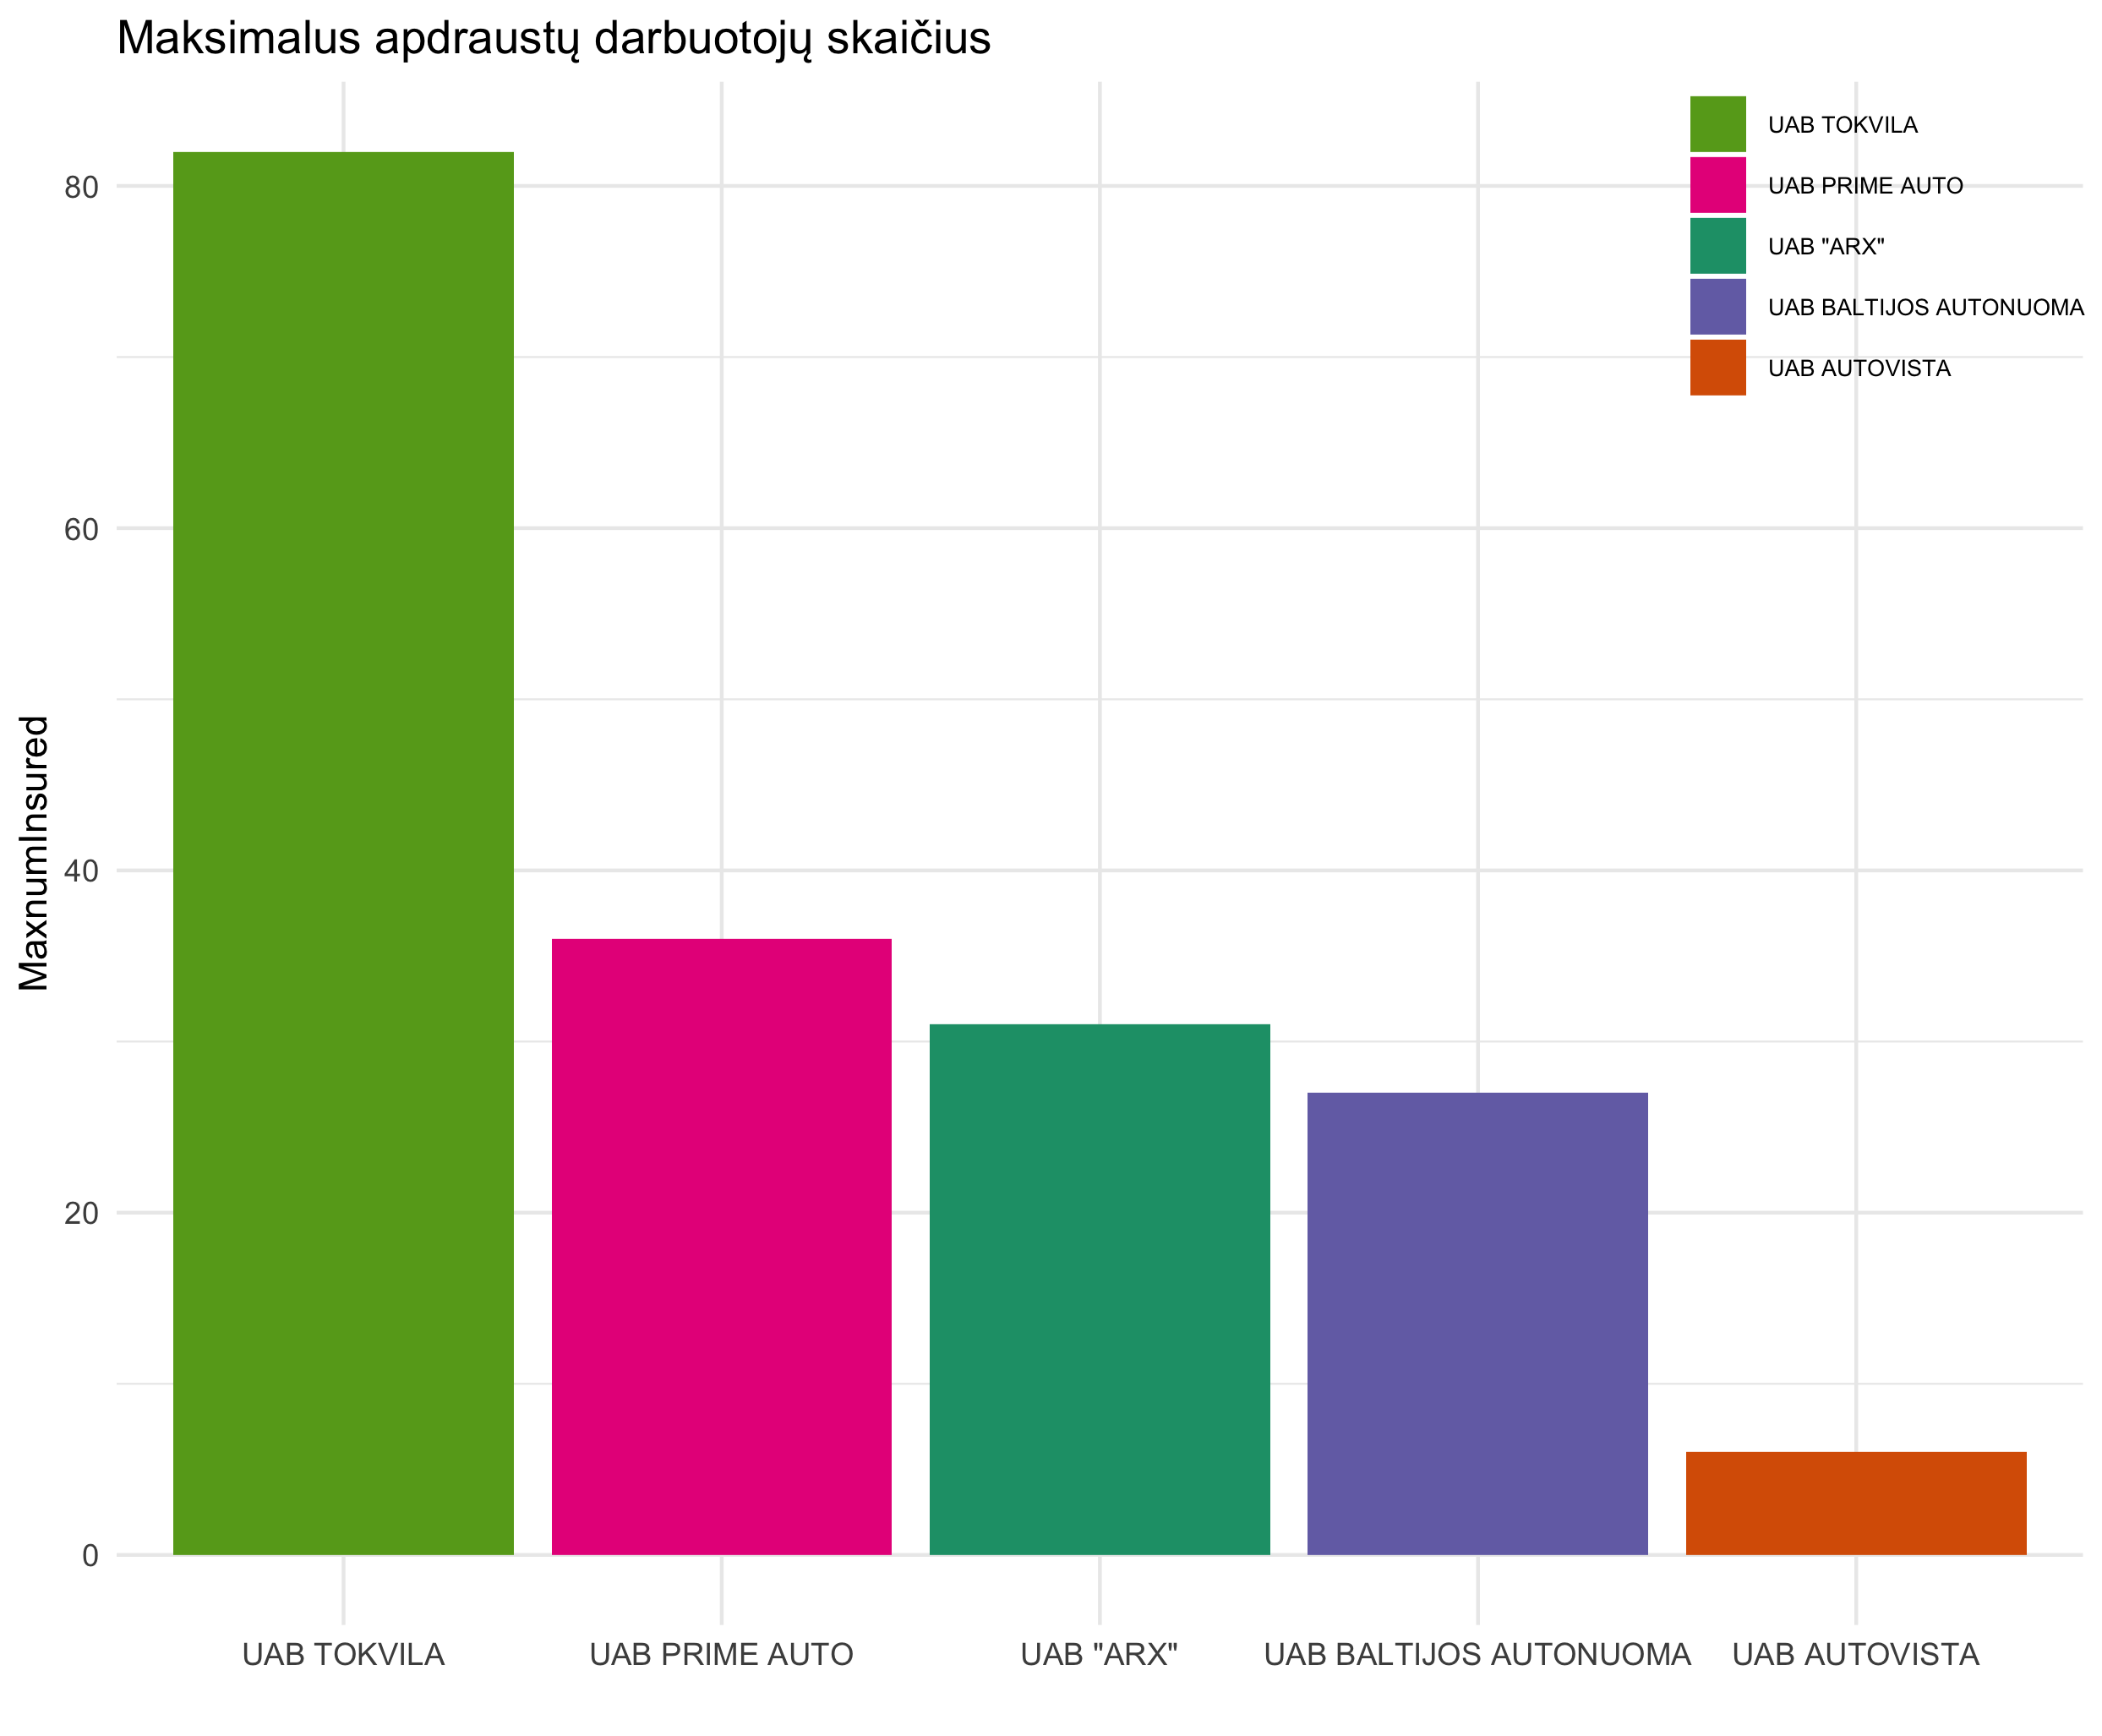 Maksimalus apdraustų darbuotojų skaičius
UAB TOKVILA
UAB PRIME AUTO
UAB "ARX"
UAB BALTIJOS AUTONUOMA
UAB AUTOVISTA
MaxnumInsured
80
60
40
20
0
UAB TOKVILA
UAB PRIME AUTO
UAB "ARX"
UAB BALTIJOS AUTONUOMA
UAB AUTOVISTA